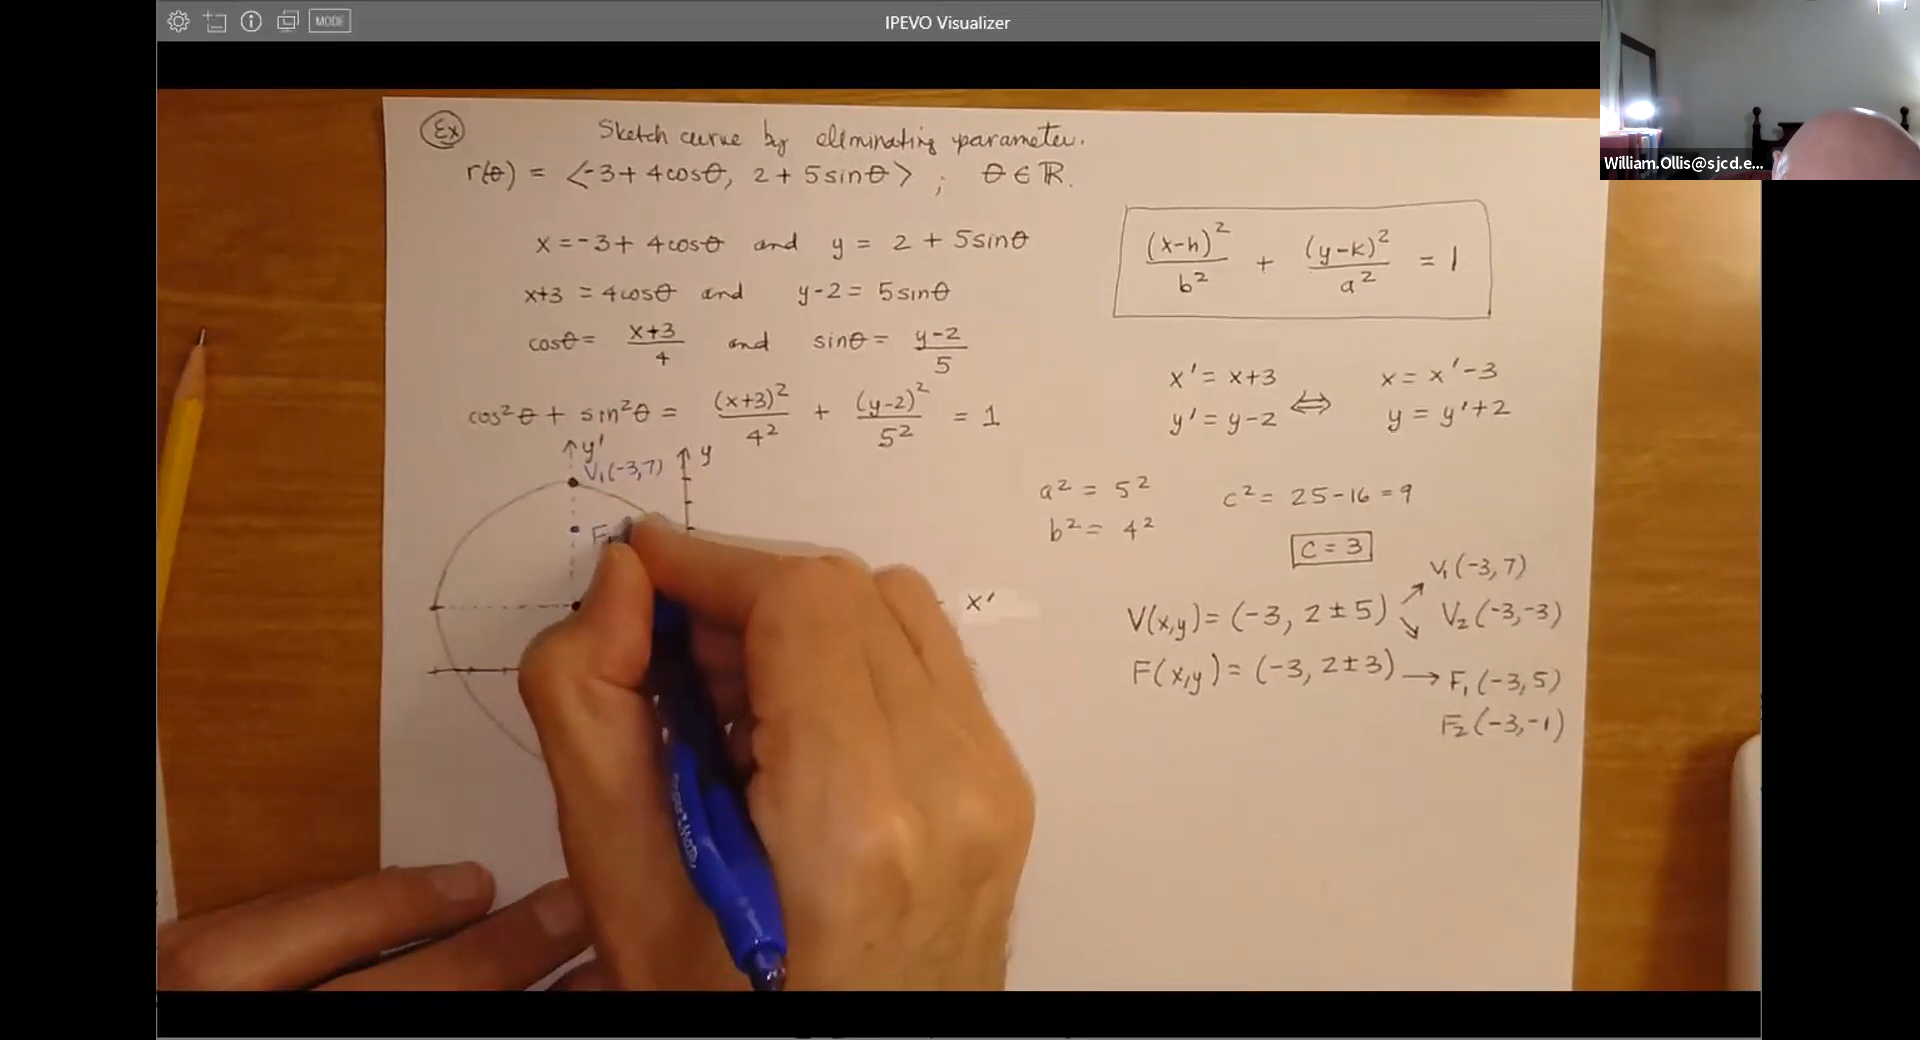 MODE
IPEVO Visualizer
William.Ollis@sjcd.e...
Ex
Sketch curve by eliminating parameter.
r(θ) = <-3 + 4cosθ, 2 + 5sinθ> ; θ ∈ ℝ.
x = -3 + 4cosθ and y = 2 + 5sinθ
x+3 = 4cosθ and y-2 = 5sinθ
cosθ = (x+3)/4 and sinθ = (y-2)/5
cos²θ + sin²θ = (x+3)²/4² + (y-2)²/5² = 1
y'
y
V₁(-3,7)
x'
(x-h)²/b² + (y-k)²/a² = 1
x' = x+3 ⇔ x = x'-3
y' = y-2 y = y'+2
a² = 5² c² = 25-16 = 9
b² = 4²
c = 3
V₁(-3, 7)
V(x,y) = (-3, 2±5) V₂(-3,-3)
F(x,y) = (-3, 2±3) → F₁(-3,5)
F₂(-3,-1)